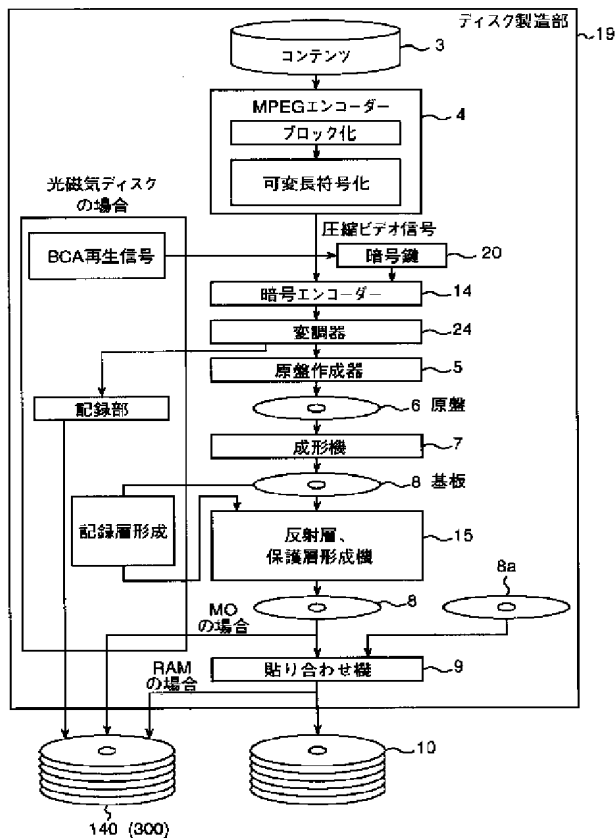 ディスク製造部
19
コンテンツ
3
MPEGエンコーダー
4
ブロック化
可変長符号化
光磁気ディスク
の場合
圧縮ビデオ信号
BCA再生信号
暗号鍵
20
暗号エンコーダー
14
変調器
24
原盤作成器
5
記録部
6 原盤
成形機
7
8 基板
記録層形成
反射層、
保護層形成機
15
8a
8
MO
の場合
貼り合わせ機
9
RAM
の場合
10
140 (300)